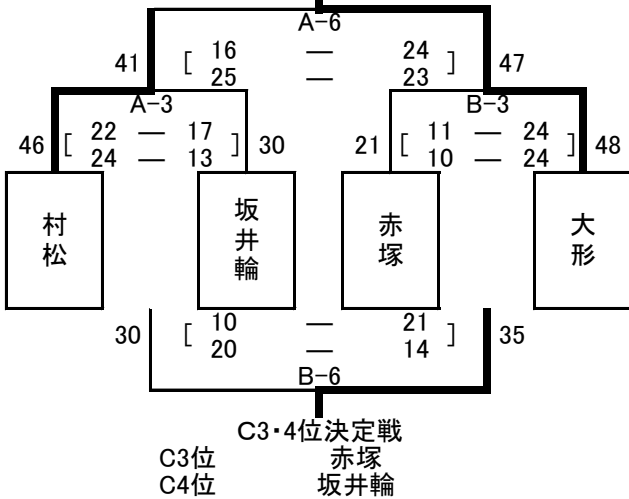 A-6
41 [ 16 — 24 ] 47
25 — 23
A-3 B-3
46 [ 22 — 17 ] 30 21 [ 11 — 24 ] 48
24 — 13 10 — 24
村松 坂井輪 赤塚 大形
30 [ 10 — 21 ] 35
20 — 14
B-6
C3・4位決定戦
C3位 赤塚
C4位 坂井輪